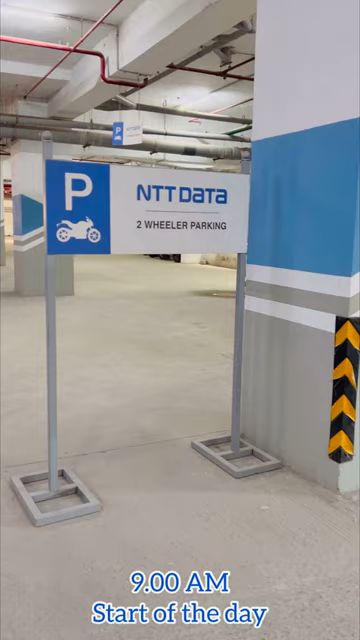 P
NTT DATA
2 WHEELER PARKING
9.00 AM
Start of the day